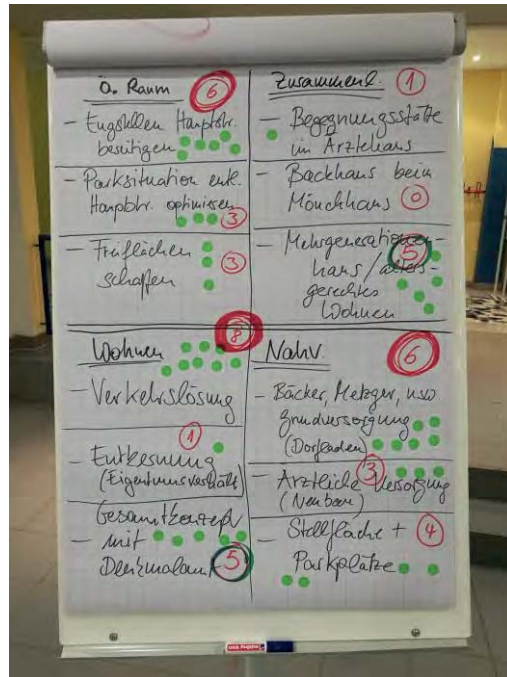 Ö. Raum 6
- Engstellen Hauptstr.
beseitigen
- Parksituation entl.
Hauptstr. optimieren
3
- Freiflächen
schaffen 3
Zusammenl. 1
- Begegnungsstätte
im Ärztehaus
- Backhaus beim
Mönchhaus 0
- Mehrgenerationen-
haus / alters-
gerechtes
Wohnen
5
Wohnen 8
- Verkehrslösung
1
- Entkernung
(Eigentumsverhält.)
Gesamtkonzept
- mit
Denkmalamt 5
Nahv. 6
- Bäcker, Metzger, usw
Grundversorgung
(Dorfladen)
3
- Ärztliche Versorgung
(Neubau)
- Stellfläche + 4
Parkplätze